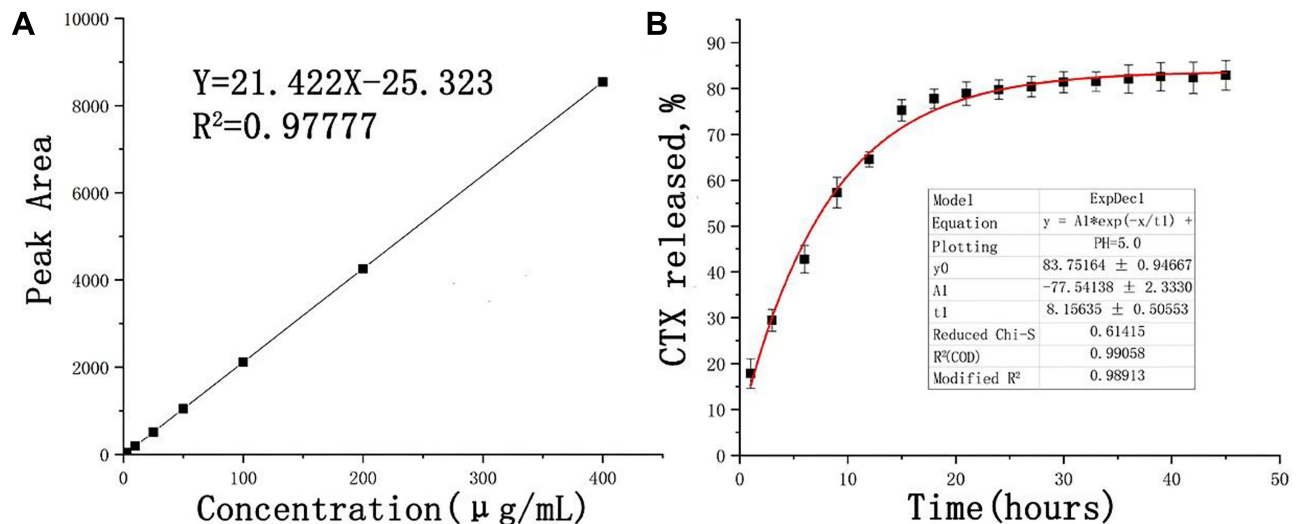 A
10000
8000
6000
4000
2000
0
0
100
200
300
400
Peak Area
Concentration(μg/mL)
Y=21.422X−25.323
R²=0.97777
B
90
80
70
60
50
40
30
20
10
0
0
10
20
30
40
50
CTX released,%
Time(hours)
Model ExpDec1
Equation y = A1*exp(-x/t1) +
Plotting PH=5.0
y0 83.75164 ± 0.94667
A1 -77.54138 ± 2.3330
t1 8.15635 ± 0.50553
Reduced Chi-S 0.61415
R²(COD) 0.99058
Modified R² 0.98913